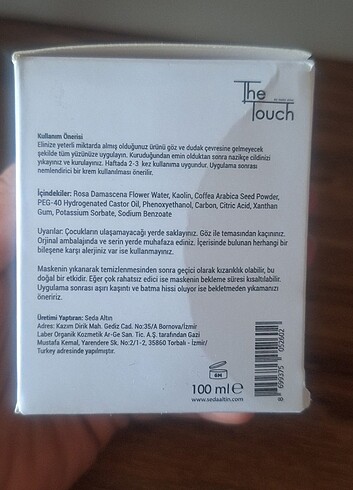 The
Touch
Kullanım Önerisi
Elinize yeterli miktarda almış olduğunuz ürünü göz ve dudak çevresine gelmeyecek
şekilde tüm yüzünüze uygulayın. Kuruduğundan emin olduktan sonra nazikçe cildinizi
yıkayınız ve kurulayınız. Haftada 2-3 kez kullanıma uygundur. Uygulama sonrası
nemlendirici bir krem kullanılması önerilir.
İçindekiler: Rosa Damascena Flower Water, Kaolin, Coffea Arabica Seed Powder,
PEG-40 Hydrogenated Castor Oil, Phenoxyethanol, Carbon, Citric Acid, Xanthan
Gum, Potassium Sorbate, Sodium Benzoate
Uyarılar: Çocukların ulaşamayacağı yerde saklayınız. Göz ile temasından kaçınınız.
Orjinal ambalajında ve serin yerde muhafaza ediniz. İçerisinde bulunan herhangi bir
bileşene karşı alerjiniz var ise kullanmayınız.
Maskenin yıkanarak temizlenmesinden sonra geçici olarak kızarıklık olabilir, bu
doğal bir etkidir. Eğer çok rahatsız edici ise maskenin bekleme süresi kısaltılabilir.
Uygulama sonrası aşırı kaşıntı ve batma hissi oluyor ise bekletmeden yıkamanızı
öneririz.
Üretimi Yaptıran: Seda Altın
Adres: Kazım Dirik Mah. Gediz Cad. No:35/A Bornova/İzmir
Laber Organik Kozmetik Ar-Ge San. Tic. A.Ş. tarafından Gazi
Mustafa Kemal, Yarendere Sk. No:2/1-2, 35860 Torbalı - İzmir/
Turkey adresinde yapılmıştır.
6M
100 ml e
www.sedaaltin.com
8 699375 052602